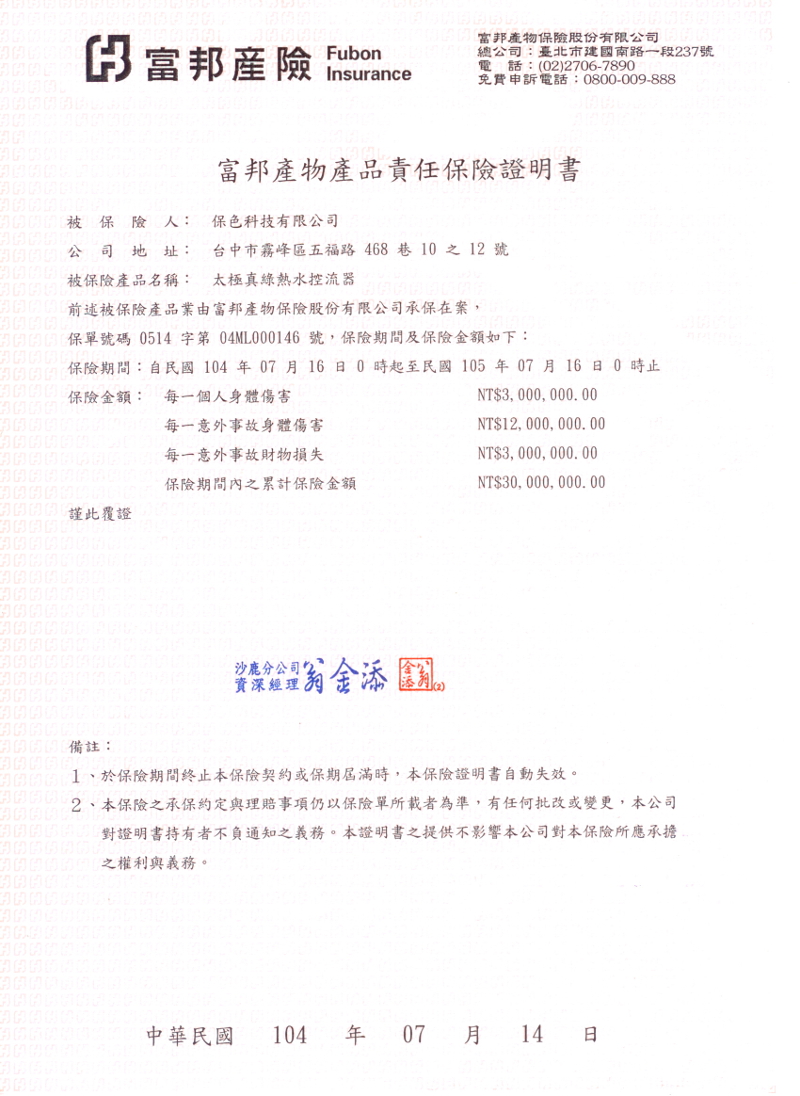 富邦產險 Fubon Insurance
富邦產物保險股份有限公司
總公司：臺北市建國南路一段237號
電　話：(02)2706-7890
免費申訴電話：0800-009-888
富邦產物產品責任保險證明書
被 保 險 人： 保色科技有限公司
公 司 地 址： 台中市霧峰區五福路 468 巷 10 之 12 號
被保險產品名稱： 太極真綠熱水控流器
前述被保險產品業由富邦產物保險股份有限公司承保在案，
保單號碼 0514 字第 04ML000146 號，保險期間及保險金額如下：
保險期間：自民國 104 年 07 月 16 日 0 時起至民國 105 年 07 月 16 日 0 時止
保險金額： 每一個人身體傷害 NT$3,000,000.00
每一意外事故身體傷害 NT$12,000,000.00
每一意外事故財物損失 NT$3,000,000.00
保險期間內之累計保險金額 NT$30,000,000.00
謹此覆證
沙鹿分公司
資深經理 翁金添 翁金添(2)
備註：
1、於保險期間終止本保險契約或保期屆滿時，本保險證明書自動失效。
2、本保險之承保約定與理賠事項仍以保險單所載者為準，有任何批改或變更，本公司
對證明書持有者不負通知之義務。本證明書之提供不影響本公司對本保險所應承擔
之權利與義務。
中華民國 104 年 07 月 14 日